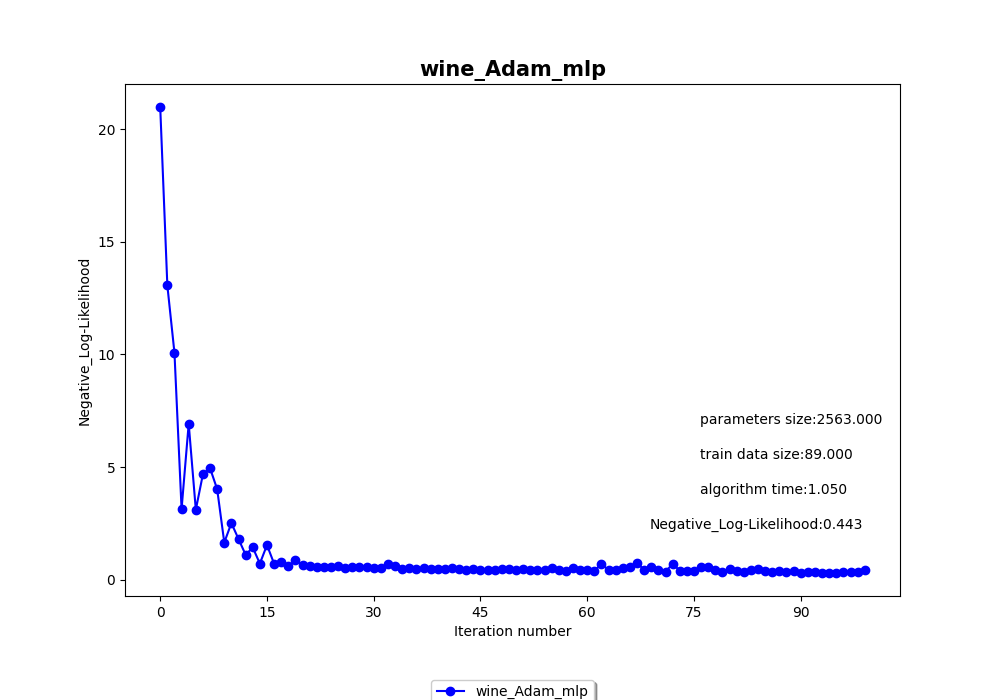 wine_Adam_mlp
20
15
10
5
0
Negative_Log-Likelihood
parameters size:2563.000
train data size:89.000
algorithm time:1.050
Negative_Log-Likelihood:0.443
0 15 30 45 60 75 90
Iteration number
wine_Adam_mlp